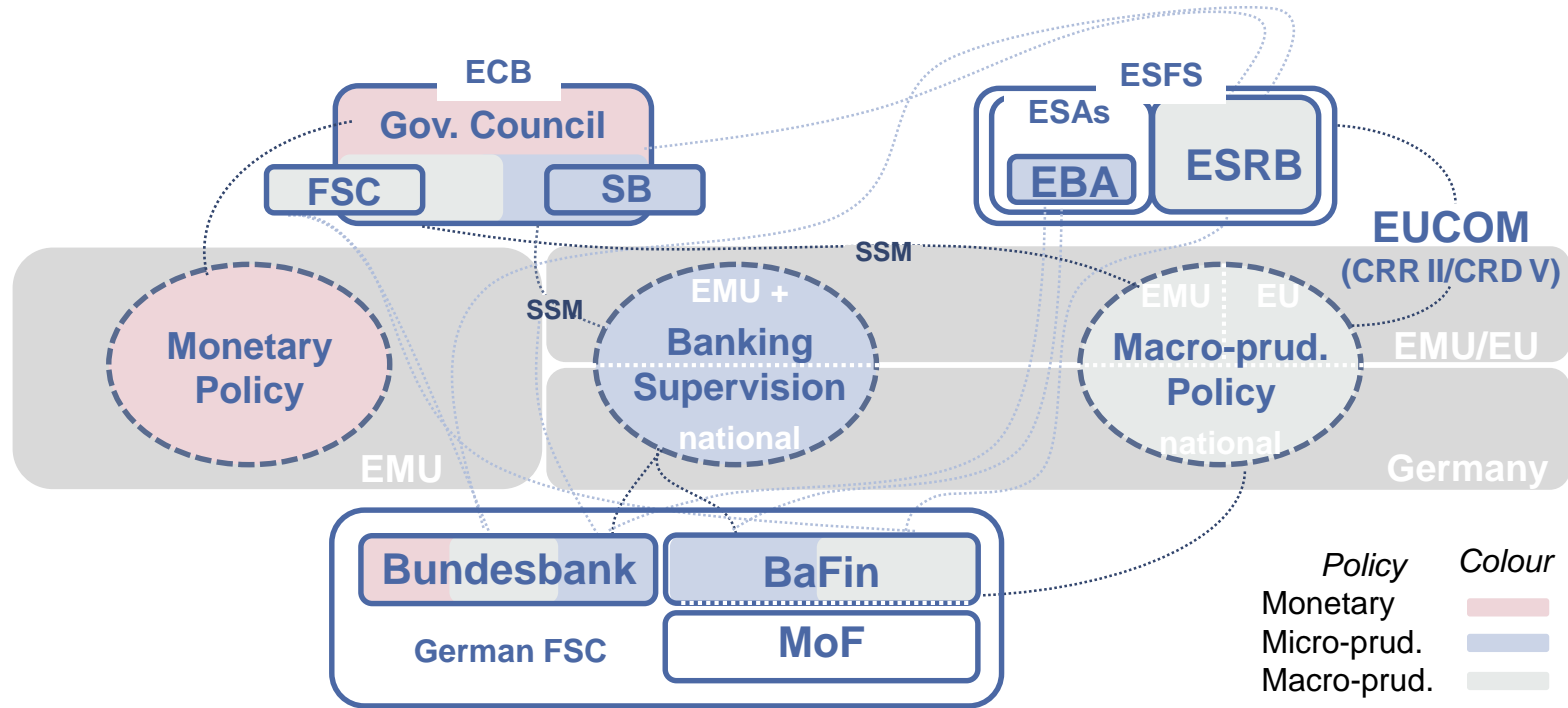 ECB
Gov. Council
FSC
SB
ESFS
ESAs
EBA
ESRB
EUCOM
(CRR II/CRD V)
SSM
SSM
Monetary
Policy
EMU
EMU +
Banking
Supervision
national
EMU
EU
Macro-prud.
Policy
national
EMU/EU
Germany
Bundesbank
BaFin
German FSC
MoF
Policy Colour
Monetary
Micro-prud.
Macro-prud.